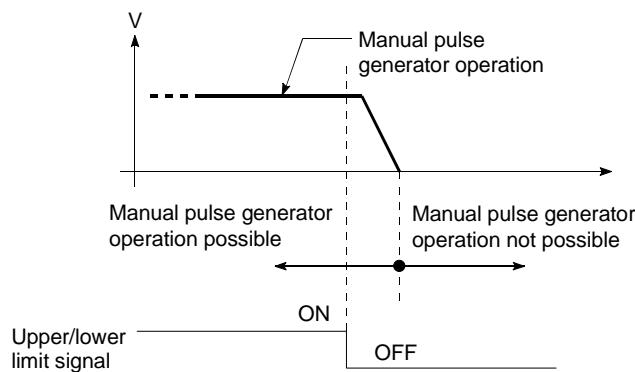 V
Manual pulse
generator operation
Manual pulse generator
operation possible
Manual pulse generator
operation not possible
ON
Upper/lower
limit signal
OFF